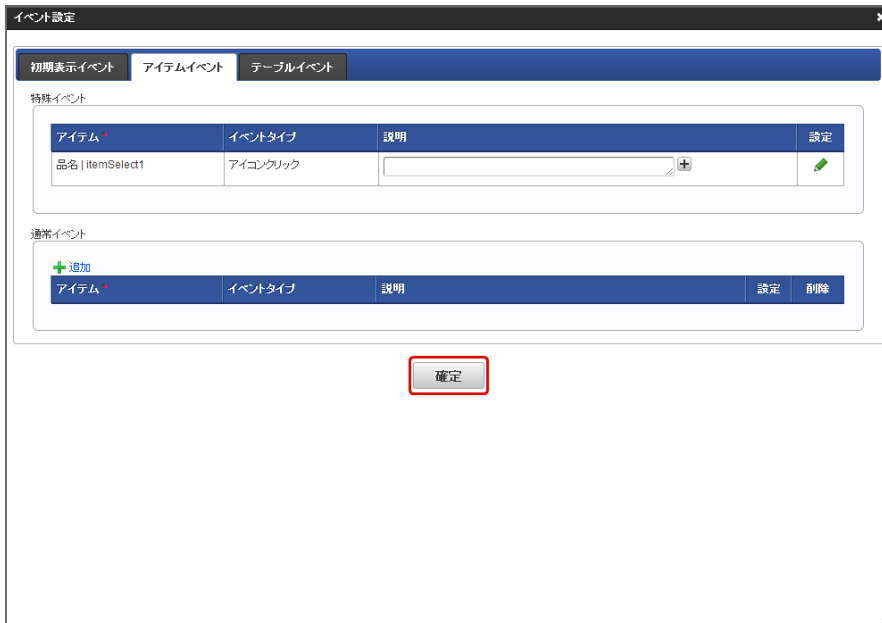 イベント設定
初期表示イベント アイテムイベント テーブルイベント
特殊イベント
アイテム* イベントタイプ 説明 設定
品名 | itemSelect1 アイコンクリック
通常イベント
追加
アイテム* イベントタイプ 説明 設定 削除
確定